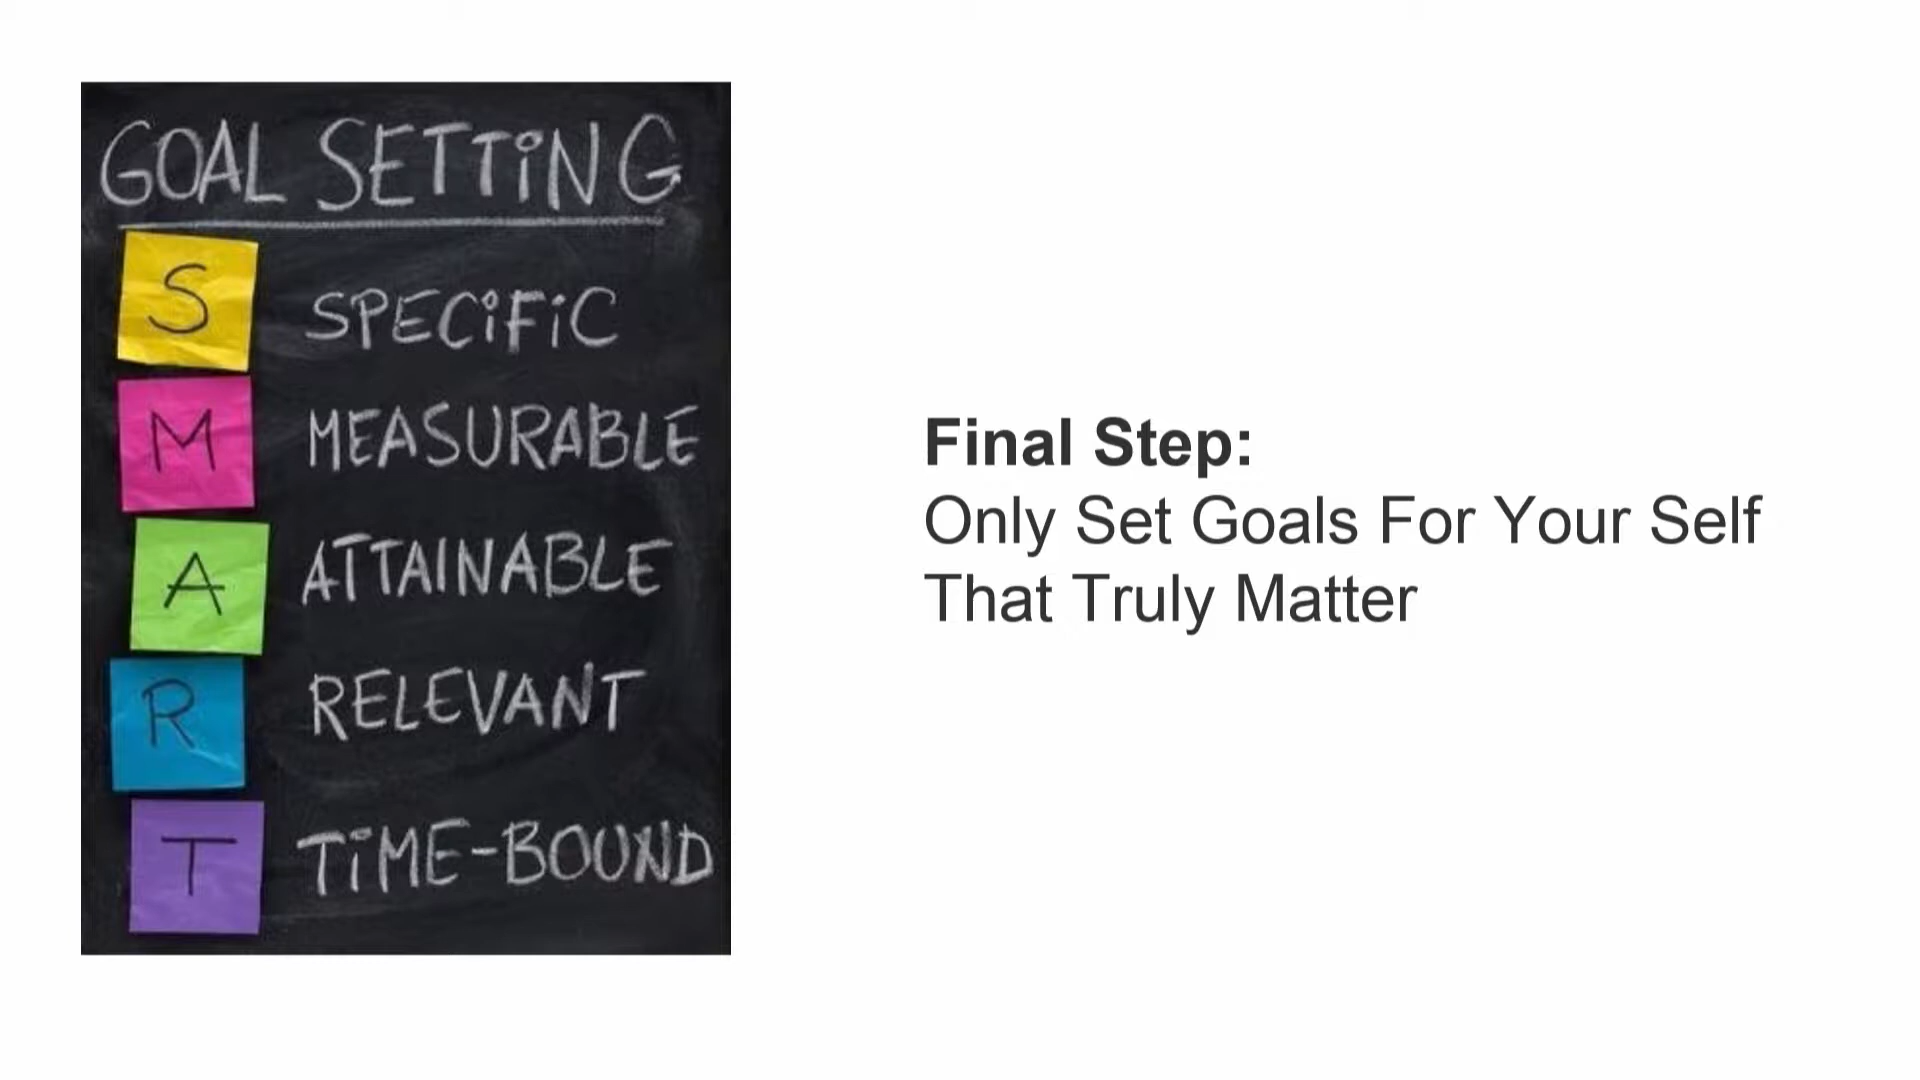 GOAL SETTiNG
S SPECiFiC
M MEASURABLE
A ATTAINABLE
R RELEVANT
T TiME-BOUND
Final Step:
Only Set Goals For Your Self
That Truly Matter